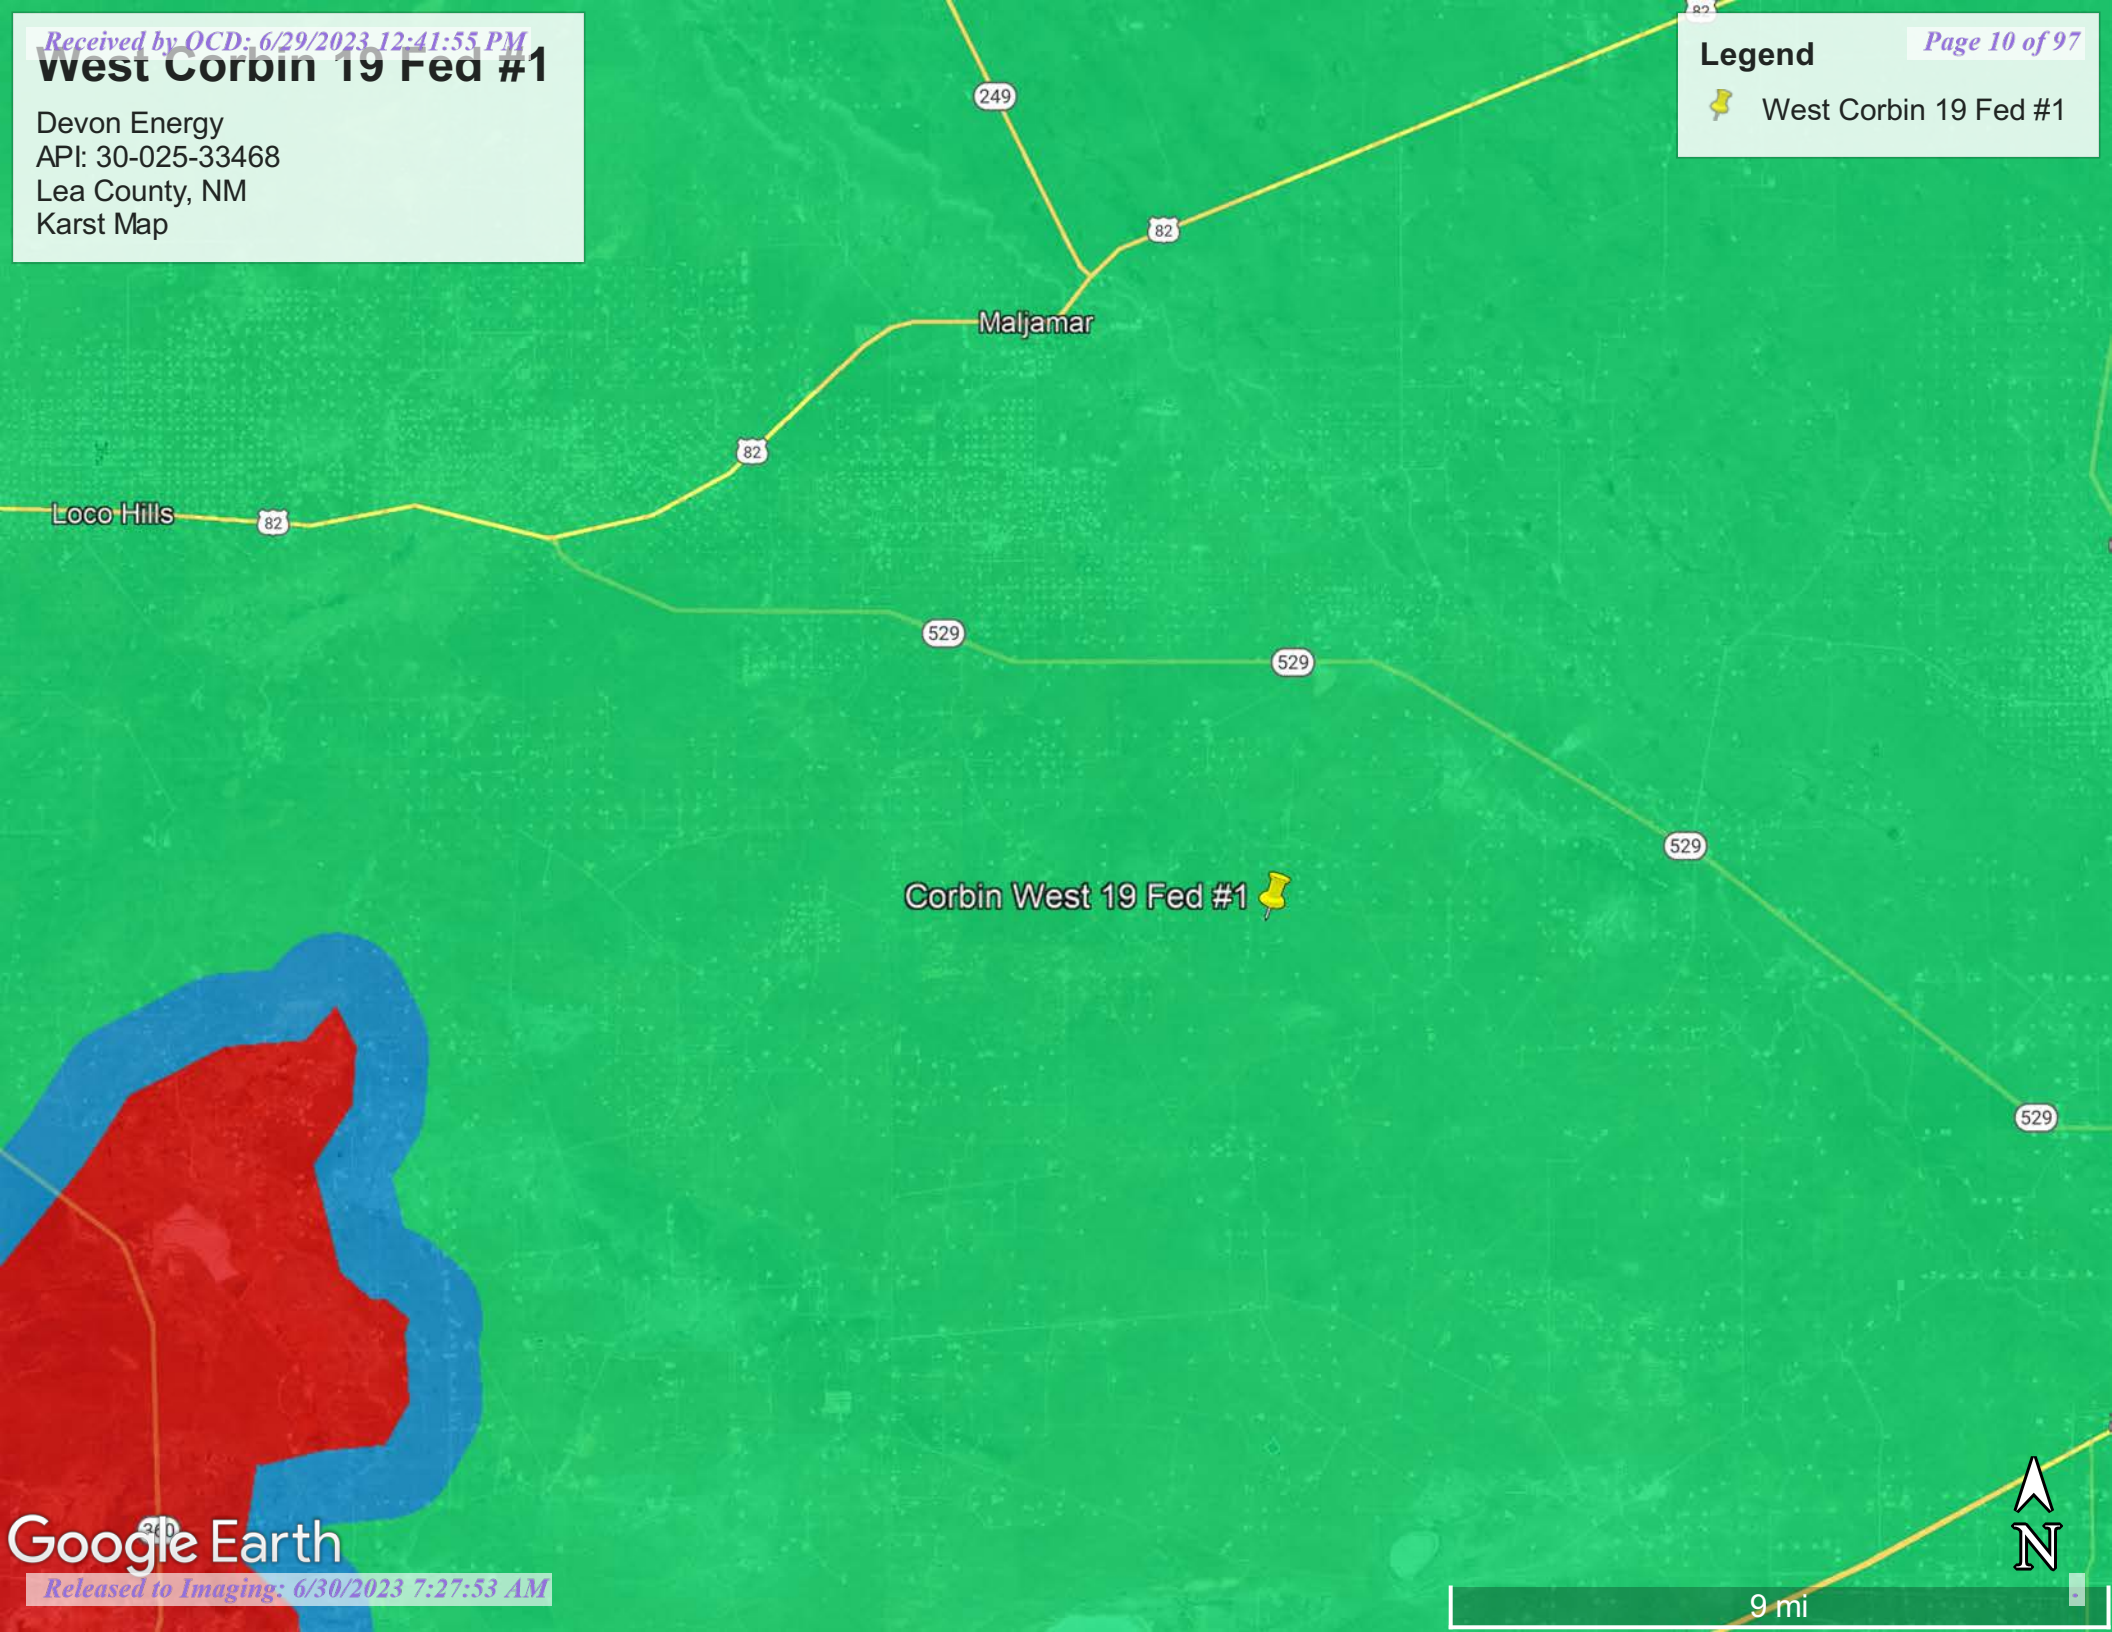 Received by OCD: 6/29/2023 12:41:55 PM
West Corbin 19 Fed #1
Devon Energy
API: 30-025-33468
Lea County, NM
Karst Map
Page 10 of 97
Legend
West Corbin 19 Fed #1
82
249
82
Maljamar
82
Loco Hills
82
529
529
529
Corbin West 19 Fed #1
529
360
Google Earth
N
Released to Imaging: 6/30/2023 7:27:53 AM
9 mi